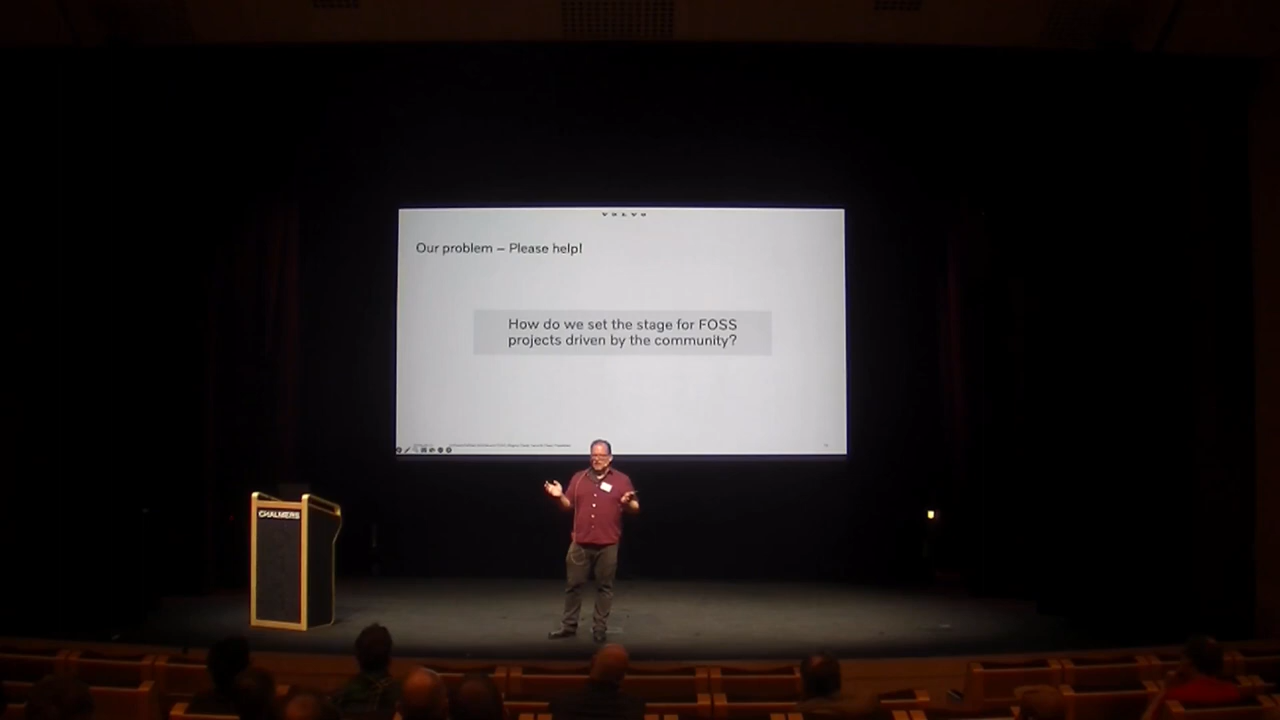 VOLVO
Our problem – Please help!
How do we set the stage for FOSS
projects driven by the community?
CHALMERS